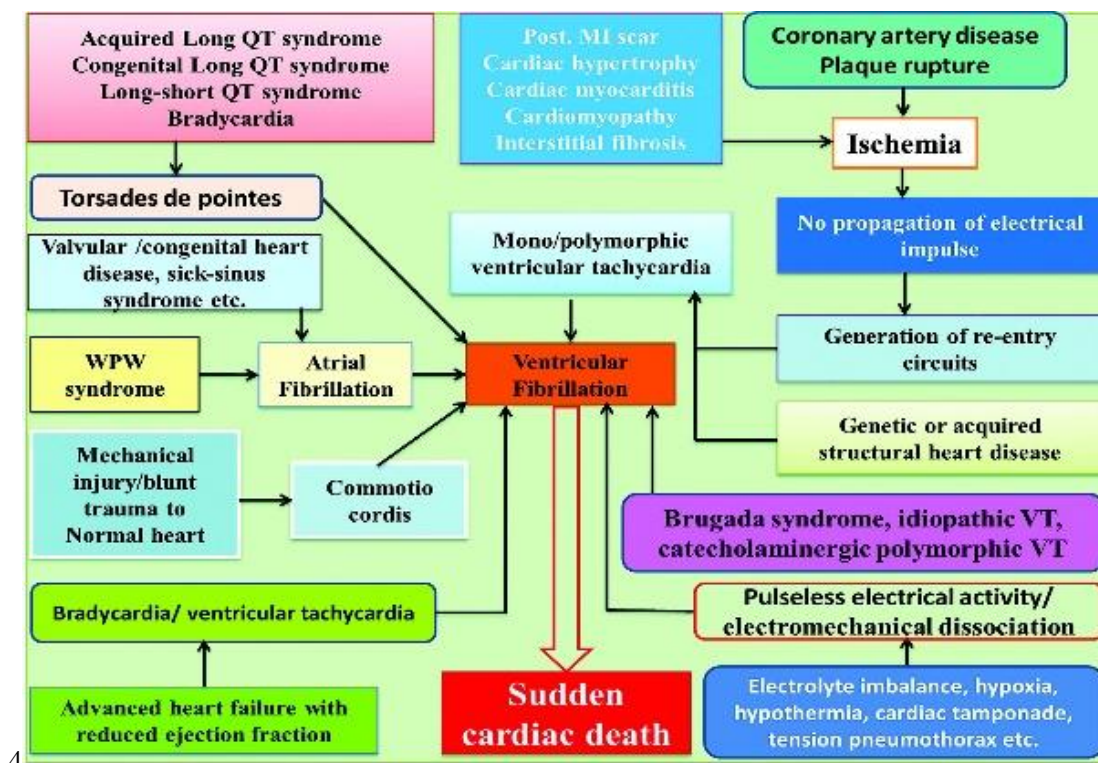 Acquired Long QT syndrome
Congenital Long QT syndrome
Long-short QT syndrome
Bradycardia
Post. MI scar
Cardiac hypertrophy
Cardiac myocarditis
Cardiomyopathy
Interstitial fibrosis
Coronary artery disease
Plaque rupture
Ischemia
Torsades de pointes
No propagation of electrical
impulse
Valvular /congenital heart
disease, sick-sinus
syndrome etc.
Mono/polymorphic
ventricular tachycardia
Generation of re-entry
circuits
WPW
syndrome
Atrial
Fibrillation
Ventricular
Fibrillation
Genetic or acquired
structural heart disease
Mechanical
injury/blunt
trauma to
Normal heart
Commotio
cordis
Brugada syndrome, idiopathic VT,
catecholaminergic polymorphic VT
Bradycardia/ ventricular tachycardia
Pulseless electrical activity/
electromechanical dissociation
Advanced heart failure with
reduced ejection fraction
Sudden
cardiac death
Electrolyte imbalance, hypoxia,
hypothermia, cardiac tamponade,
tension pneumothorax etc.
4